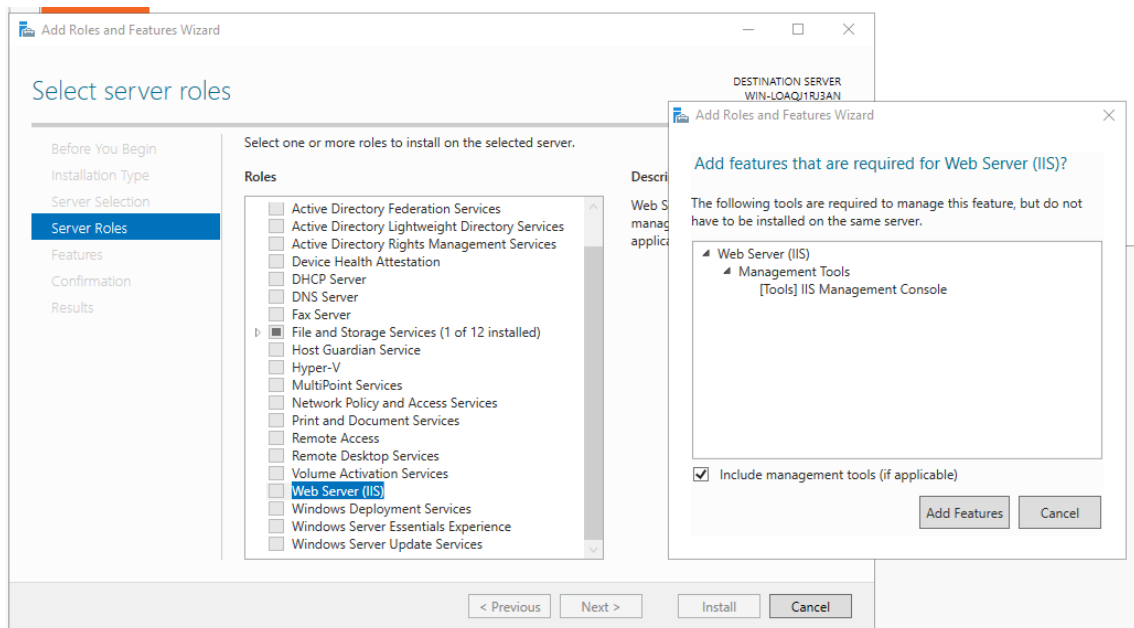 Add Roles and Features Wizard
Select server roles
DESTINATION SERVER
WIN-LOAQJ1RJ3AN
Before You Begin
Installation Type
Server Selection
Server Roles
Features
Confirmation
Results
Select one or more roles to install on the selected server.
Roles
Active Directory Federation Services
Active Directory Lightweight Directory Services
Active Directory Rights Management Services
Device Health Attestation
DHCP Server
DNS Server
Fax Server
File and Storage Services (1 of 12 installed)
Host Guardian Service
Hyper-V
MultiPoint Services
Network Policy and Access Services
Print and Document Services
Remote Access
Remote Desktop Services
Volume Activation Services
Web Server (IIS)
Windows Deployment Services
Windows Server Essentials Experience
Windows Server Update Services
Descri
Web S
manag
applica
< Previous
Next >
Install
Cancel
Add Roles and Features Wizard
Add features that are required for Web Server (IIS)?
The following tools are required to manage this feature, but do not
have to be installed on the same server.
Web Server (IIS)
Management Tools
[Tools] IIS Management Console
Include management tools (if applicable)
Add Features
Cancel